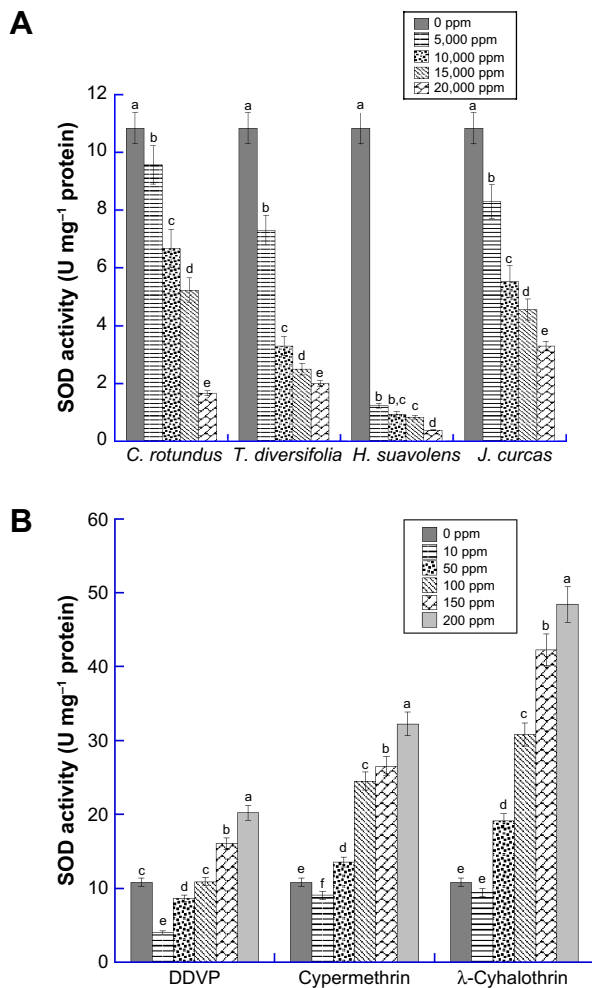 A
0 ppm
5,000 ppm
10,000 ppm
15,000 ppm
20,000 ppm
SOD activity (U mg⁻¹ protein)
12
10
8
6
4
2
0
a b c d e
a b c d e
a b b,c c d
a b c d e
C. rotundus T. diversifolia H. suavolens J. curcas
B
0 ppm
10 ppm
50 ppm
100 ppm
150 ppm
200 ppm
SOD activity (U mg⁻¹ protein)
60
50
40
30
20
10
0
c e d c b a
e f d c b a
e e d c b a
DDVP Cypermethrin λ-Cyhalothrin